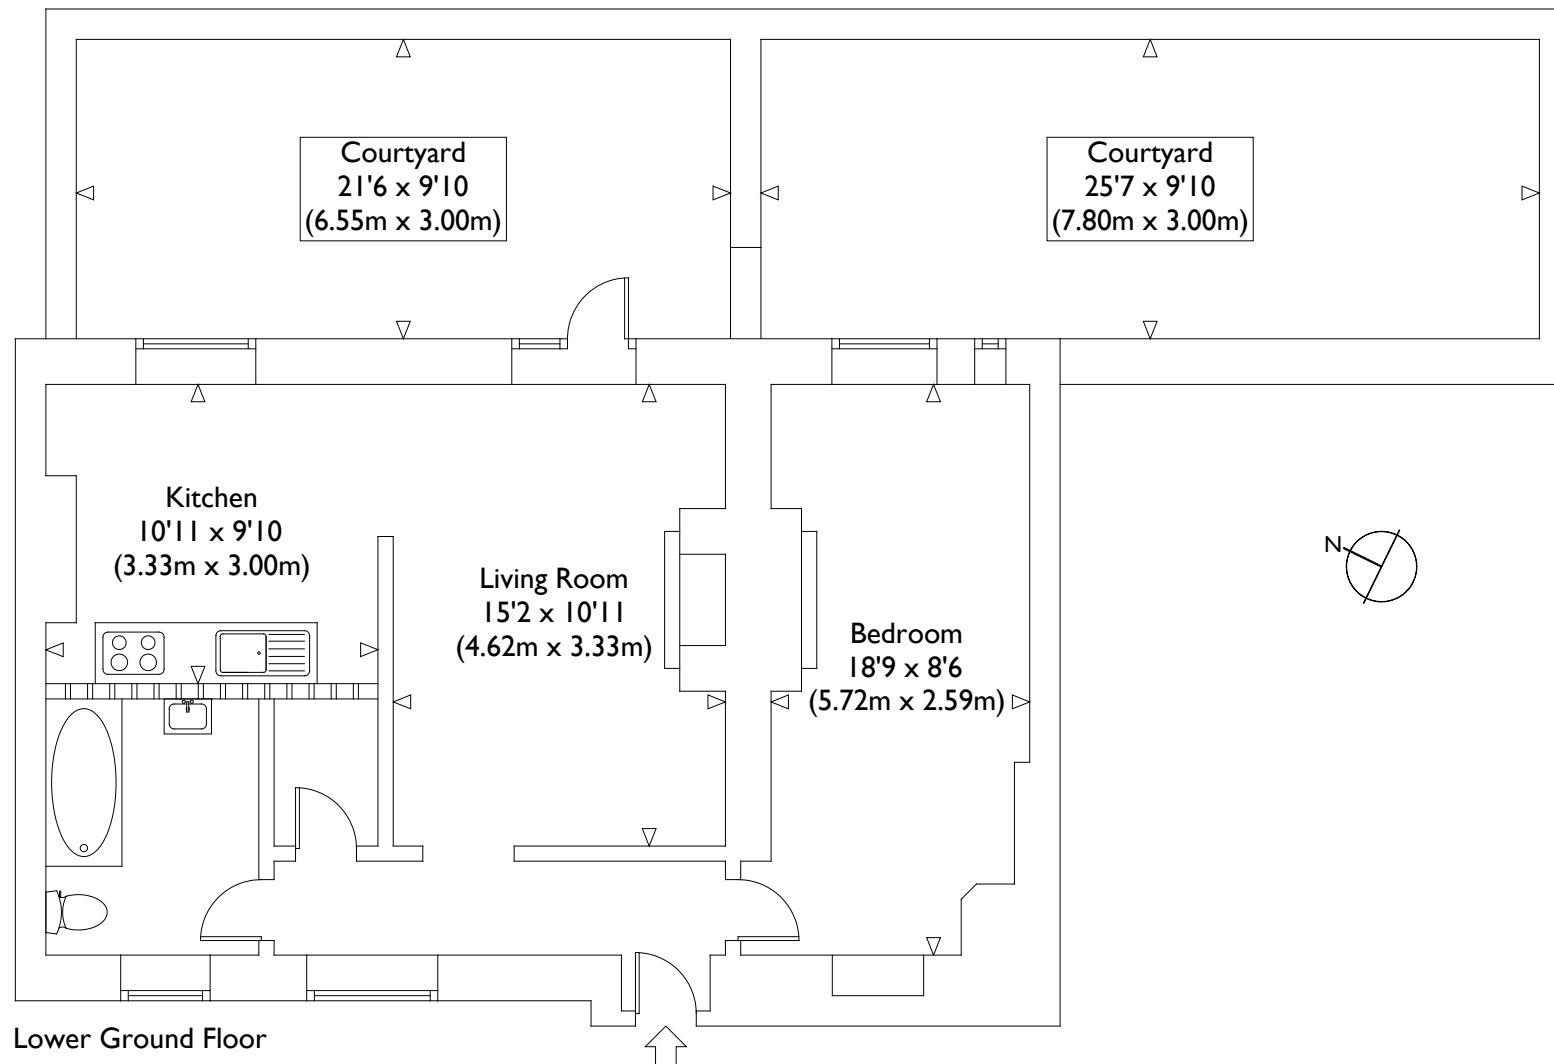 Courtyard
21'6 x 9'10
(6.55m x 3.00m)
Courtyard
25'7 x 9'10
(7.80m x 3.00m)
Kitchen
10'11 x 9'10
(3.33m x 3.00m)
Living Room
15'2 x 10'11
(4.62m x 3.33m)
Bedroom
18'9 x 8'6
(5.72m x 2.59m)
N
Lower Ground Floor